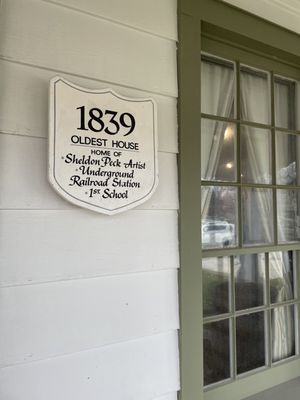 1839
OLDEST HOUSE
HOME OF
Sheldon Peck Artist
Underground
Railroad Station
1st School